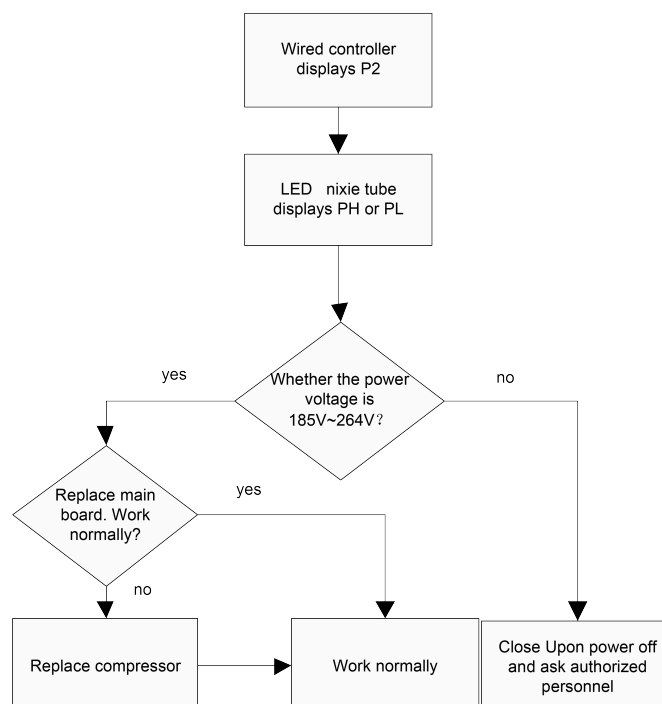 Wired controller
displays P2
LED nixie tube
displays PH or PL
Whether the power
voltage is
185V~264V?
yes
no
Replace main
board. Work
normally?
yes
no
Replace compressor
Work normally
Close Upon power off
and ask authorized
personnel